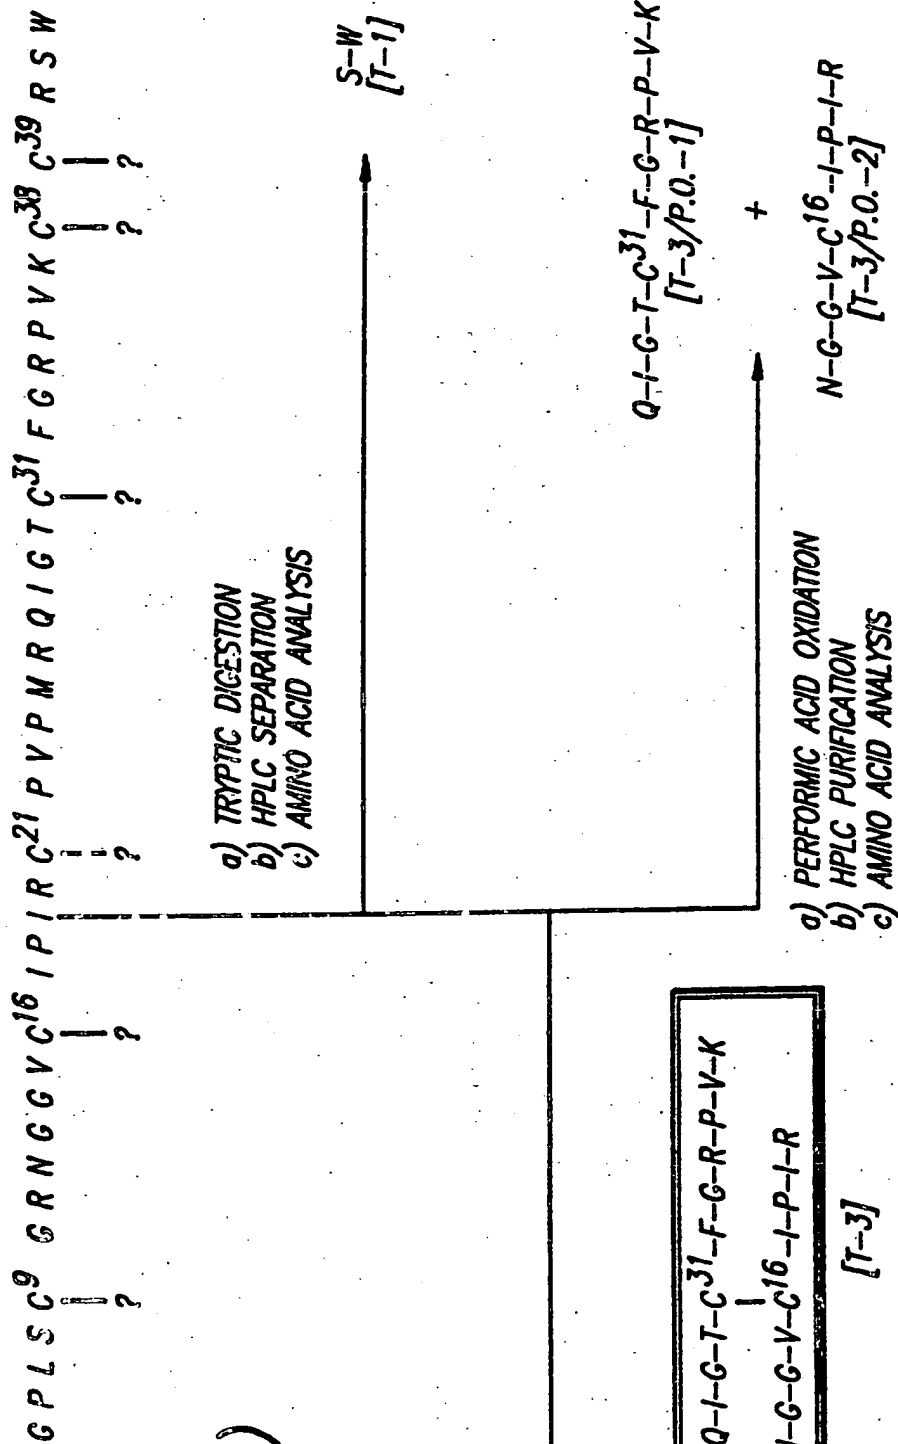 G P L S C9 G R N G G V C16 I P I R C21 P V P M R Q I G T C31 F G R P V K C38 C39 R S W
? ? ? ? ? ?
a) TRYPTIC DIGESTION
b) HPLC SEPARATION
c) AMINO ACID ANALYSIS
S–W
[T–1]
Q–I–G–T–C31–F–G–R–P–V–K
[T–3/P.O.–1]
+
N–G–G–V–C16–I–P–I–R
[T–3/P.O.–2]
a) PERFORMIC ACID OXIDATION
b) HPLC PURIFICATION
c) AMINO ACID ANALYSIS
Q–I–G–T–C31–F–G–R–P–V–K
–G–G–V–C16–I–P–I–R
[T–3]